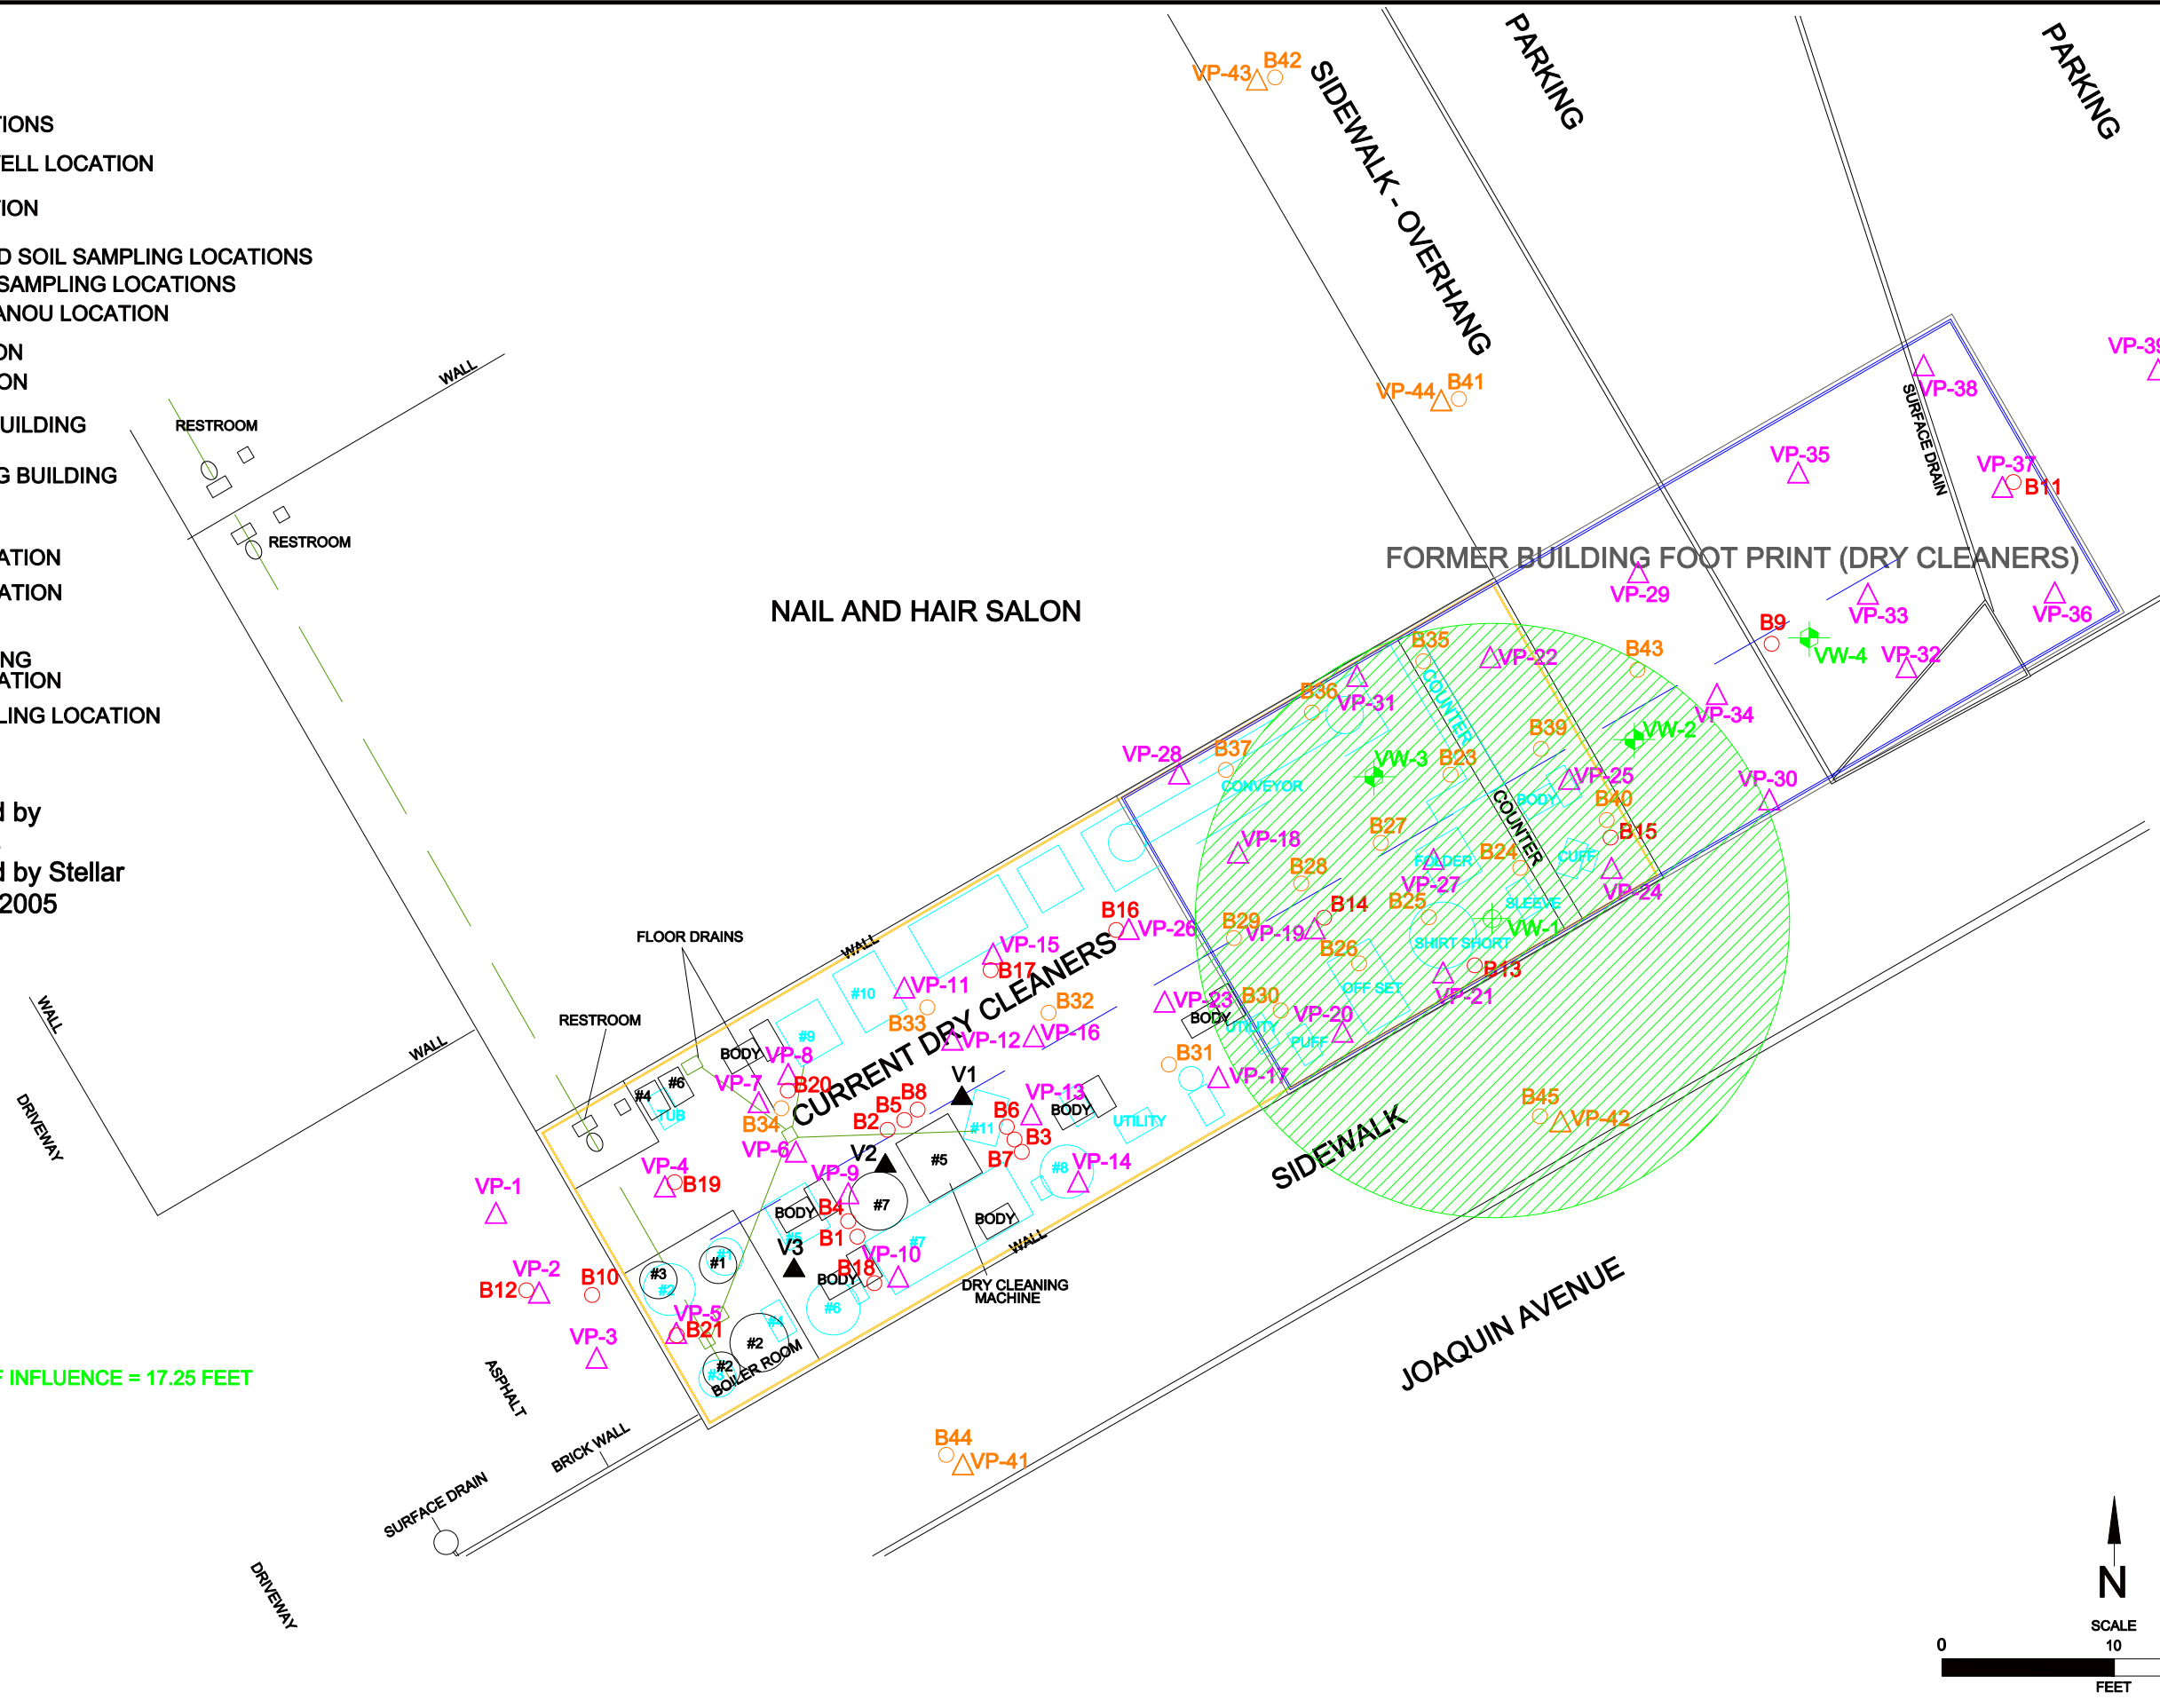 TIONS
ELL LOCATION
TION
D SOIL SAMPLING LOCATIONS
SAMPLING LOCATIONS
ANOU LOCATION
ON
ON
UILDING
G BUILDING
ATION
ATION
NG
ATION
LING LOCATION
d by
d by Stellar
2005
F INFLUENCE = 17.25 FEET
VP-43
B42
SIDEWALK - OVERHANG
PARKING
PARKING
VP-44
B41
VP-39
VP-38
SURFACE DRAIN
VP-35
VP-37
B11
FORMER BUILDING FOOT PRINT (DRY CLEANERS)
VP-29
VP-33
VP-36
B9
VW-4
VP-32
VP-34
B43
VW-2
VP-30
WALL
RESTROOM
RESTROOM
NAIL AND HAIR SALON
B35
VP-22
COUNTER
B36
VP-31
B37
VP-28
CONVEYOR
VW-3
B23
B39
VP-25
BODY
B40
B15
COUNTER
VP-18
B27
B28
FOLDER
VP-27
B24
CUFF
VP-24
SLEEVE
B14
B25
VW-1
B29
VP-19
B26
SHIRT SHORT
B13
OFF SET
VP-21
B30
VP-20
UTILITY
PUFF
BODY
VP-23
B16
VP-26
WALL
FLOOR DRAINS
VP-15
B17
VP-11
#10
B33
B32
CURRENT DRY CLEANERS
VP-12
VP-16
B31
VP-17
RESTROOM
#9
BODY
VP-8
VP-7
B20
B34
#4
#6
TUB
V1
B8
B5
B2
B6
VP-13
BODY
#11
B3
B7
UTILITY
VP-6
V2
#5
VP-4
B19
VP-9
#8
VP-14
#7
BODY
#5
B4
B1
BODY
#7
WALL
V3
VP-10
B18
BODY
#6
DRY CLEANING
MACHINE
#1
#1
#3
#2
VP-5
B21
#4
#2
#2
#3
BOILER ROOM
VP-1
VP-2
B12
B10
VP-3
WALL
WALL
DRIVEWAY
ASPHALT
BRICK WALL
SURFACE DRAIN
DRIVEWAY
B44
VP-41
B45
VP-42
SIDEWALK
JOAQUIN AVENUE
N
SCALE
0
10
FEET